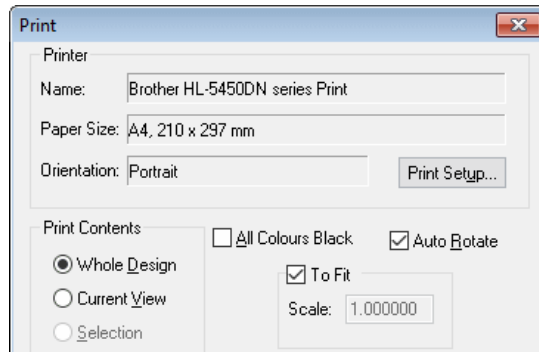 Print
Printer
Name: Brother HL-5450DN series Print
Paper Size: A4, 210 x 297 mm
Orientation: Portrait Print Setup...
Print Contents
All Colours Black Auto Rotate
Whole Design
To Fit
Current View
Scale: 1.000000
Selection